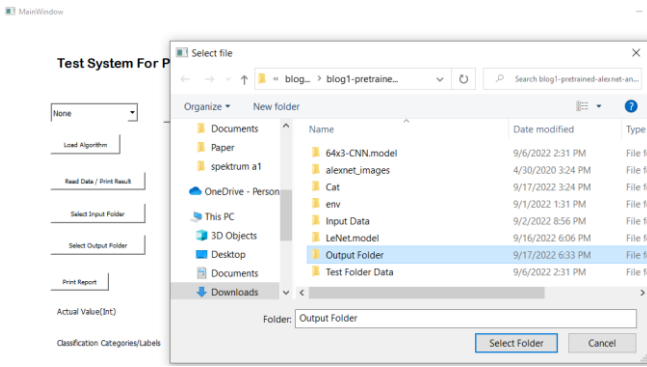 MainWindow
Test System For P
None
Load Algorithm
Read Data / Print Result
Select Input Folder
Select Output Folder
Print Report
Actual Value(Int)
Classification Categories/Labels
Select file
« blog... > blog1-pretraine...
Search blog1-pretrained-alexnet-an...
Organize
New folder
?
Documents
Paper
spektrum a1
OneDrive - Person
This PC
3D Objects
Desktop
Documents
Downloads
Name Date modified Type
64x3-CNN.model 9/6/2022 2:31 PM File f
alexnet_images 4/30/2020 3:24 PM File f
Cat 9/17/2022 3:24 PM File f
env 9/1/2022 1:31 PM File f
Input Data 9/2/2022 8:56 PM File f
LeNet.model 9/16/2022 6:06 PM File f
Output Folder 9/17/2022 6:33 PM File f
Test Folder Data 9/6/2022 2:31 PM File f
Folder: Output Folder
Select Folder
Cancel